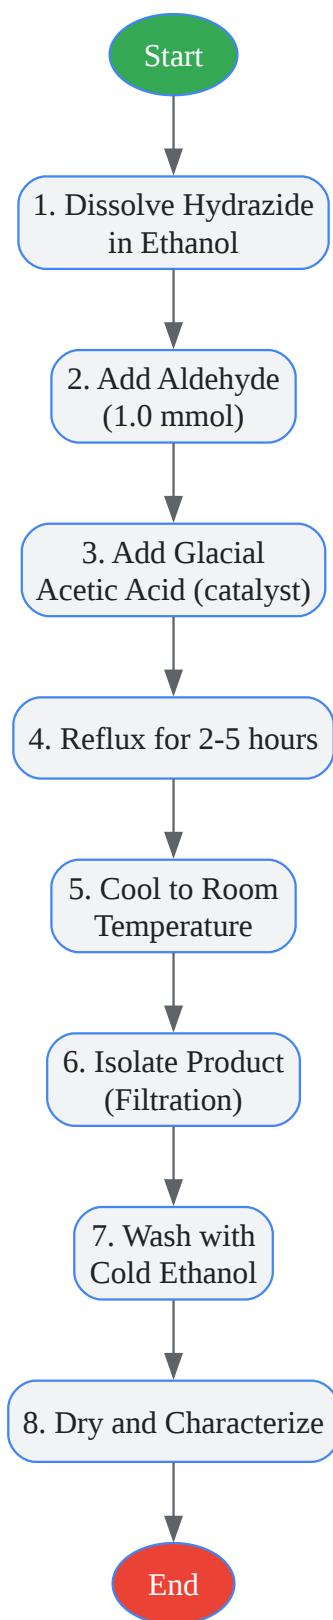 Start
1. Dissolve Hydrazide
in Ethanol
2. Add Aldehyde
(1.0 mmol)
3. Add Glacial
Acetic Acid (catalyst)
4. Reflux for 2-5 hours
5. Cool to Room
Temperature
6. Isolate Product
(Filtration)
7. Wash with
Cold Ethanol
8. Dry and Characterize
End